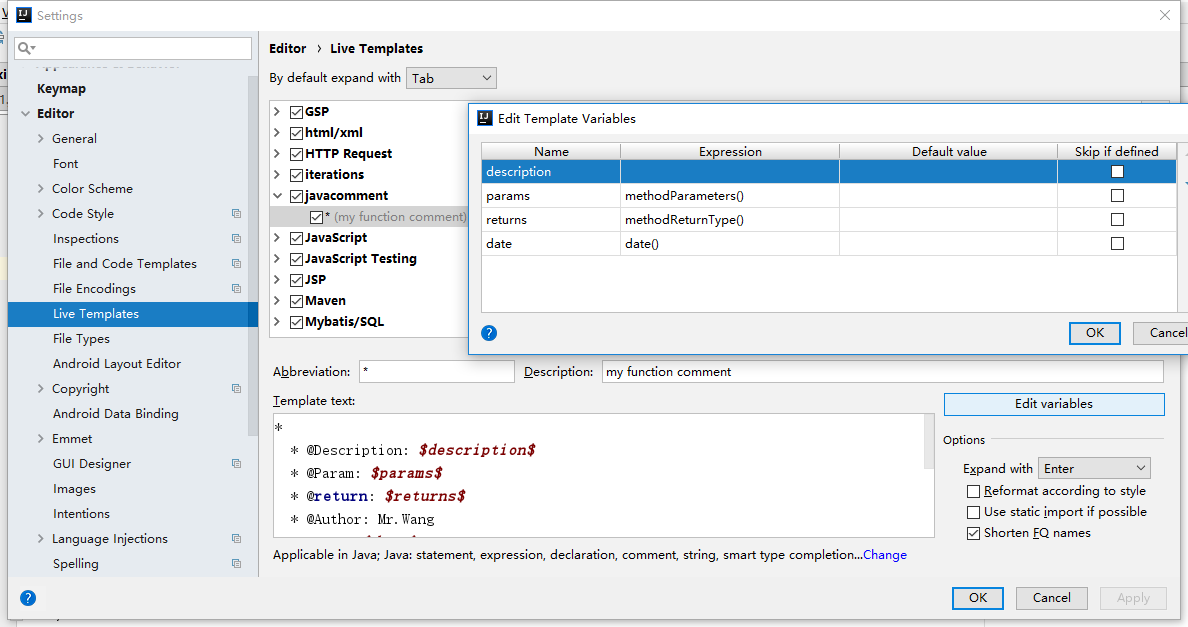 Settings
Keymap
Editor
General
Font
Color Scheme
Code Style
Inspections
File and Code Templates
File Encodings
Live Templates
File Types
Android Layout Editor
Copyright
Android Data Binding
Emmet
GUI Designer
Images
Intentions
Language Injections
Spelling
Editor › Live Templates
By default expand with Tab
GSP
html/xml
HTTP Request
iterations
javacomment
* (my function comment)
JavaScript
JavaScript Testing
JSP
Maven
Mybatis/SQL
Edit Template Variables
Name Expression Default value Skip if defined
description
params methodParameters()
returns methodReturnType()
date date()
?
OK Cancel
Abbreviation: * Description: my function comment
Template text:
Edit variables
*
* @Description: $description$
* @Param: $params$
* @return: $returns$
* @Author: Mr.Wang
Options
Expand with Enter
Reformat according to style
Use static import if possible
Shorten FQ names
Applicable in Java; Java: statement, expression, declaration, comment, string, smart type completion...Change
?
OK Cancel Apply